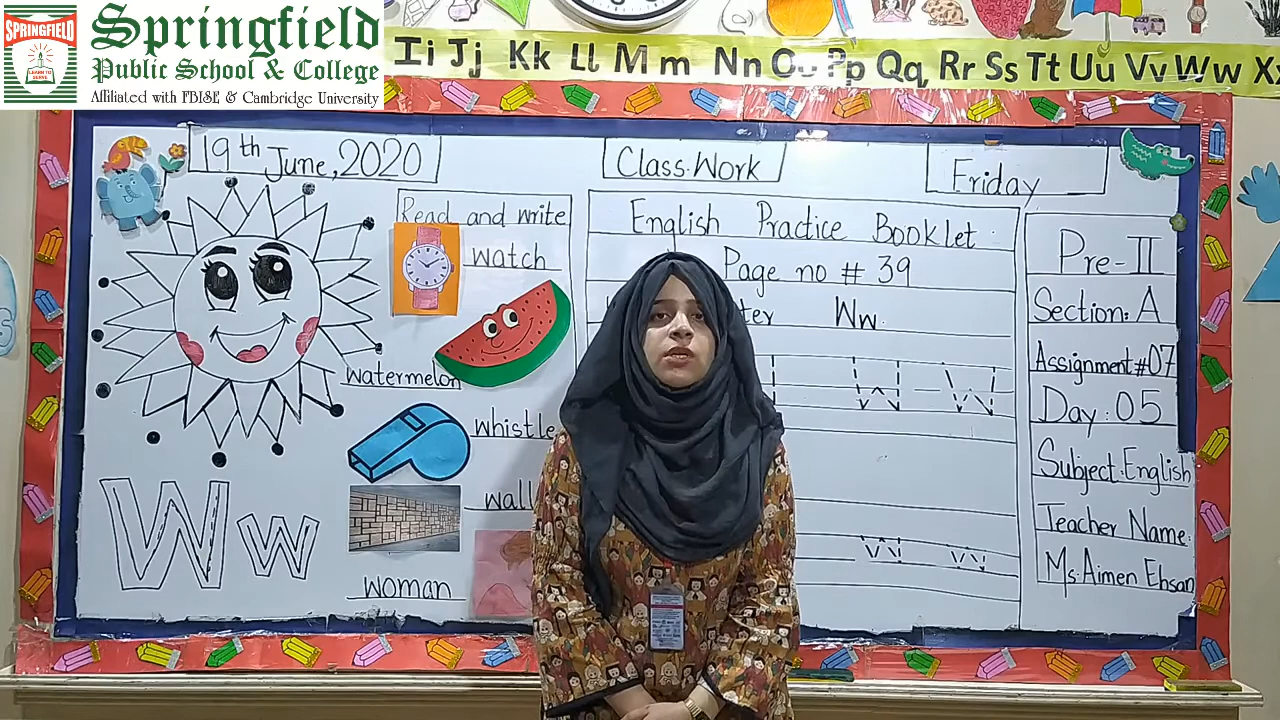 SPRINGFIELD
LEARN TO SERVE
Springfield
Public School & College
Affiliated with FBISE & Cambridge University
Ii Jj Kk Ll Mm Nn Oo Pp Qq Rr Ss Tt Uu Vv Ww
19th June, 2020
Class.Work
Friday
Read and write
watch
watermelon
whistle
wall
woman
Ww
English Practice Booklet
Page no # 39
Ww
W W
w w
Pre-II
Section: A
Assignment#07
Day: 05
Subject: English
Teacher Name:
Ms. Aimen Ehsan